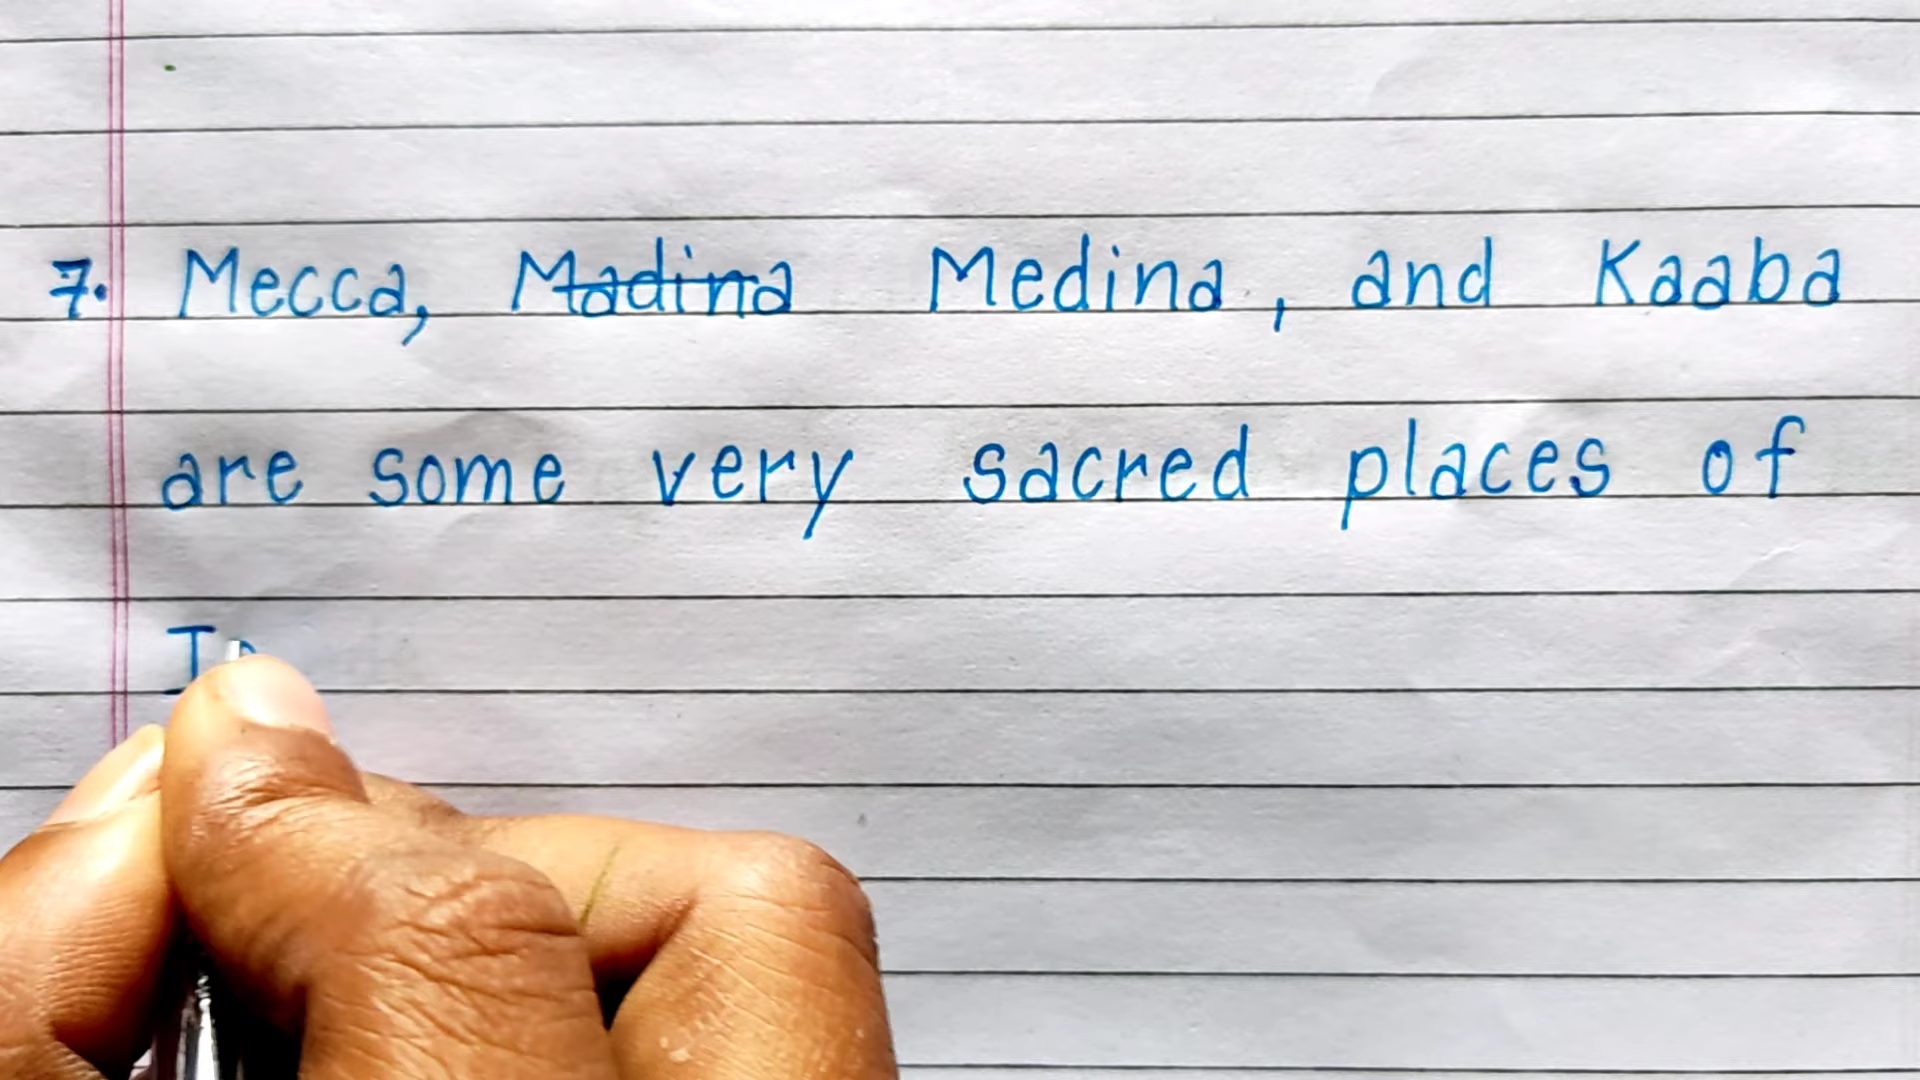 7. Mecca, Madina Medina, and Kaaba
are some very sacred places of